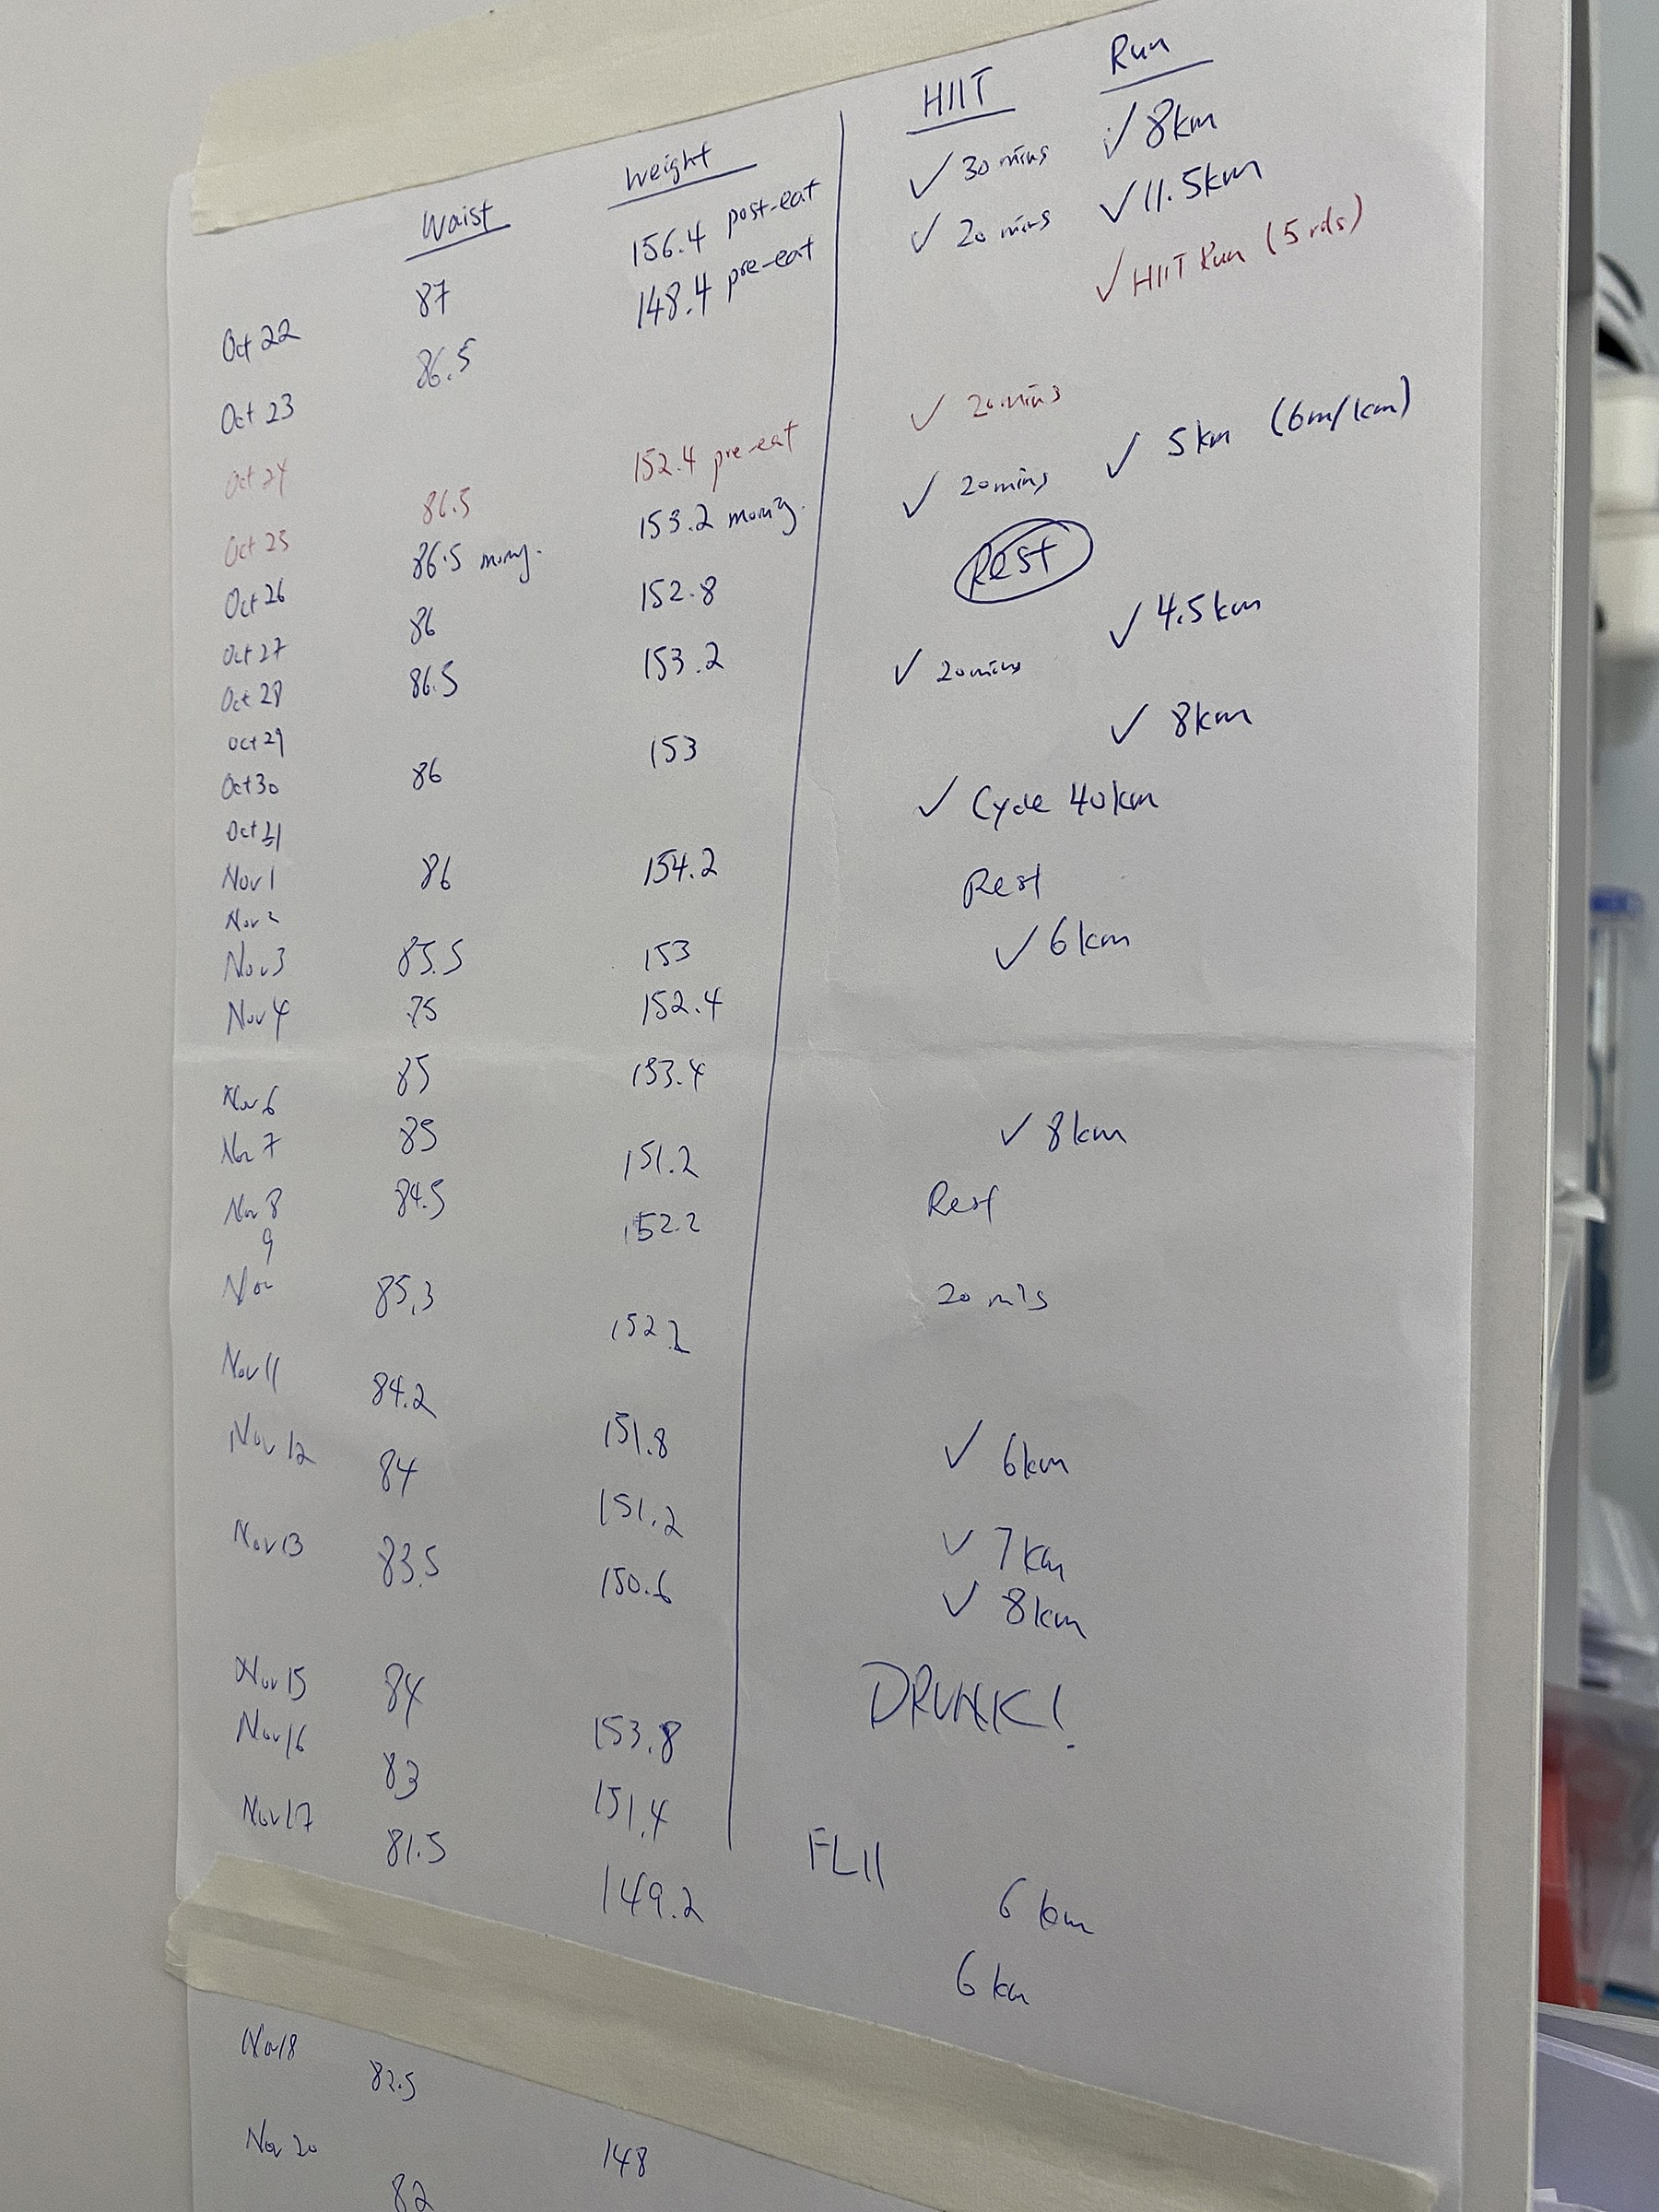 Waist Weight HIIT Run
Oct 22 87 156.4 post-eat ✓ 30 mins ✓ 8km
Oct 23 86.5 148.4 pre-eat ✓ 20 mins ✓ 11.5km
Oct 24 ✓ HIIT Run (5 rds)
Oct 25 86.5 152.4 pre-eat ✓ 20 mins
Oct 26 86.5 morng. 153.2 morng. ✓ 20mins ✓ 5km (6m/km)
Oct 27 86 152.8 Rest
Oct 28 86.5 153.2 ✓ 20mins ✓ 4.5km
Oct 29
Oct 30 86 153 ✓ 8km
Oct 31 ✓ Cycle 40km
Nov 1 86 154.2 Rest
Nov 2 ✓ 6km
Nov 3 85.5 153
Nov 4 .75 152.4
Nov 6 85 153.4
Nov 7 85 151.2 ✓ 8km
Nov 8 84.5 152.2 Rest
9
Nov 85,3 152.2 20 mis
Nov 11 84.2 151.8
Nov 12 84 151.2 ✓ 6km
Nov 13 83.5 150.6 ✓ 7km
✓ 8km
Nov 15 84 153.8 DRUNK!
Nov 16 83 151.4
Nov 17 81.5 149.2 FL11 6 km
6 km
Nov 18 82.5
Nov 20 82 148